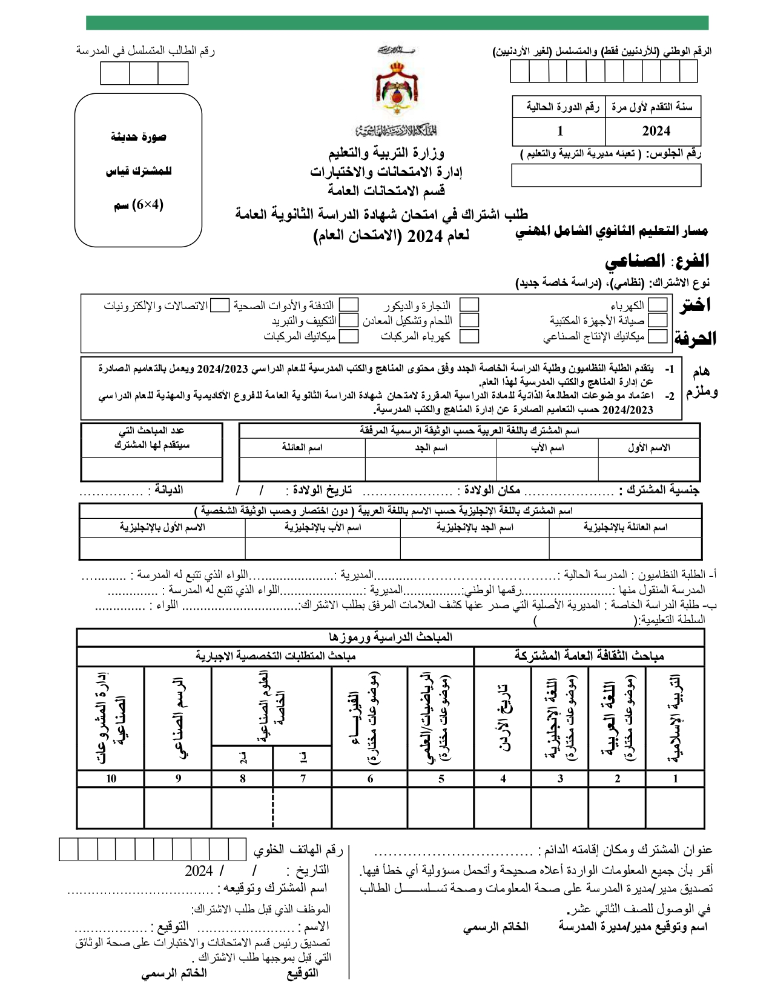 الرقم الوطني (للأردنيين فقط) والمتسلسل (لغير الأردنيين)
رقم الطالب المتسلسل في المدرسة
سنة التقدم لأول مرة
رقم الدورة الحالية
2024
1
رقم الجلوس: ( تعبئه مديرية التربية والتعليم )
المملكة الأردنية الهاشمية
وزارة التربية والتعليم
إدارة الامتحانات والاختبارات
قسم الامتحانات العامة
طلب اشتراك في امتحان شهادة الدراسة الثانوية العامة
لعام 2024 (الامتحان العام)
صورة حديثة
للمشترك قياس
(4×6) سم
مسار التعليم الثانوي الشامل المهني
الفرع: الصناعي
نوع الاشتراك: (نظامي)، (دراسة خاصة جديد)
اختر
الحرفة
الكهرباء
النجارة والديكور
التدفئة والأدوات الصحية
الاتصالات والإلكترونيات
صيانة الأجهزة المكتبية
اللحام وتشكيل المعادن
التكييف والتبريد
ميكانيك الإنتاج الصناعي
كهرباء المركبات
ميكانيك المركبات
هام
وملزم
1- يتقدم الطلبة النظاميون وطلبة الدراسة الخاصة الجدد وفق محتوى المناهج والكتب المدرسية للعام الدراسي 2024/2023 ويعمل بالتعاميم الصادرة
عن إدارة المناهج والكتب المدرسية لهذا العام.
2- اعتماد موضوعات المطالعة الذاتية للمادة الدراسية المقررة لامتحان شهادة الدراسة الثانوية العامة للفروع الأكاديمية والمهنية للعام الدراسي
2024/2023 حسب التعاميم الصادرة عن إدارة المناهج والكتب المدرسية.
اسم المشترك باللغة العربية حسب الوثيقة الرسمية المرفقة
الاسم الأول
اسم الأب
اسم الجد
اسم العائلة
عدد المباحث التي
سيتقدم لها المشترك
جنسية المشترك : ..................... مكان الولادة : ..................... تاريخ الولادة : / / الديانة : ...............
اسم المشترك باللغة الإنجليزية حسب الاسم باللغة العربية ( دون اختصار وحسب الوثيقة الشخصية )
اسم العائلة بالإنجليزية
اسم الجد بالإنجليزية
اسم الأب بالإنجليزية
الاسم الأول بالإنجليزية
أ- الطلبة النظاميون : المدرسة الحالية :............................................المديرية :........................اللواء الذي تتبع له المدرسة : .............
المدرسة المنقول منها :.........................رقمها الوطني:................المديرية :.......................اللواء الذي تتبع له المدرسة : ..............
ب- طلبة الدراسة الخاصة : المديرية الأصلية التي صدر عنها كشف العلامات المرفق بطلب الاشتراك:................................ اللواء : ..............
السلطة التعليمية:( )
المباحث الدراسية ورموزها
مباحث الثقافة العامة المشتركة
مباحث المتطلبات التخصصية الاجبارية
التربية الإسلامية
اللغة العربية (موضوعات مختارة)
اللغة الإنجليزية (موضوعات مختارة)
تاريخ الأردن
الرياضيات/العلمي (موضوعات مختارة)
الفيزيـــاء (موضوعات مختارة)
العلوم الصناعية الخاصة
ف1
ف2
الرسم الصناعي
إدارة المشروعات الصناعية
1 2 3 4 5 6 7 8 9 10
عنوان المشترك ومكان إقامته الدائم : .................................
أقر بأن جميع المعلومات الواردة أعلاه صحيحة وأتحمل مسؤولية أي خطأ فيها.
تصديق مدير/مديرة المدرسة على صحة المعلومات وصحة تسلســــل الطالب
في الوصول للصف الثاني عشر.
اسم وتوقيع مدير/مديرة المدرسة الخاتم الرسمي
رقم الهاتف الخلوي
التاريخ : / / 2024
اسم المشترك وتوقيعه : ..................................
الموظف الذي قبل طلب الاشتراك:
الاسم : ........................ التوقيع : ..................
تصديق رئيس قسم الامتحانات والاختبارات على صحة الوثائق
التي قبل بموجبها طلب الاشتراك .
التوقيع الخاتم الرسمي